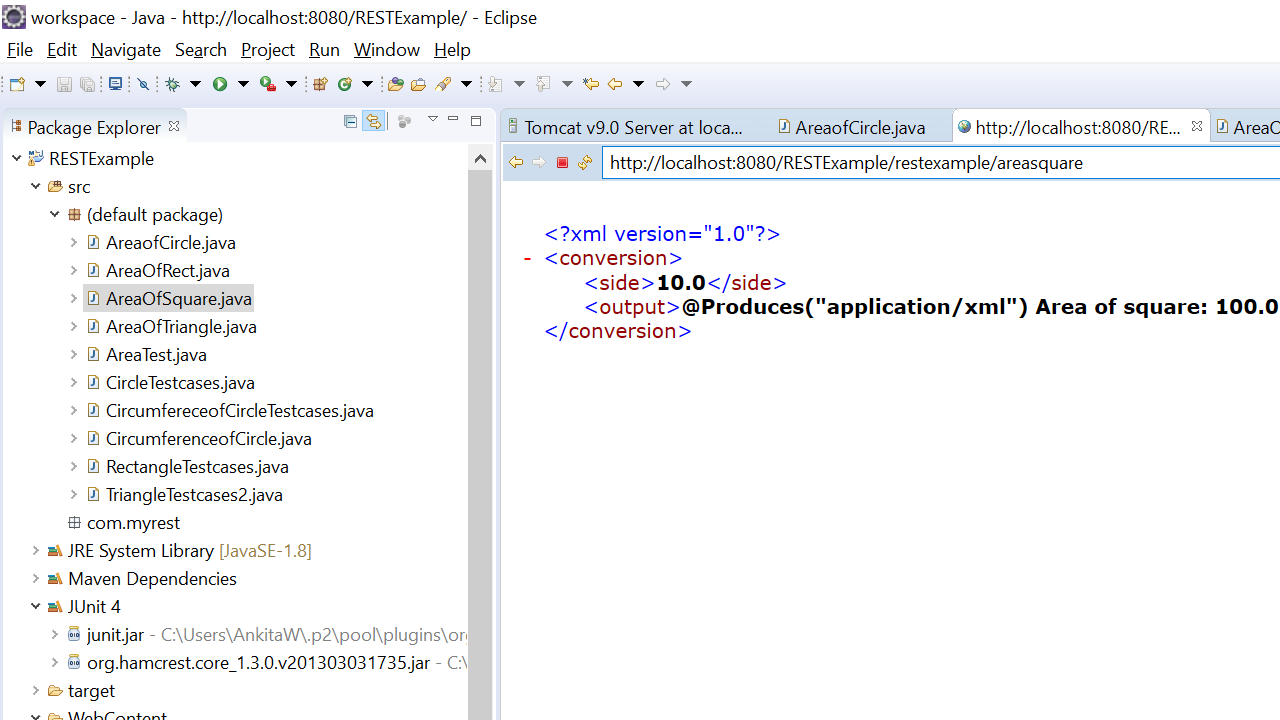 workspace - Java - http://localhost:8080/RESTExample/ - Eclipse
File Edit Navigate Search Project Run Window Help
Package Explorer
RESTExample
src
(default package)
AreaofCircle.java
AreaOfRect.java
AreaOfSquare.java
AreaOfTriangle.java
AreaTest.java
CircleTestcases.java
CircumfereceofCircleTestcases.java
CircumferenceofCircle.java
RectangleTestcases.java
TriangleTestcases2.java
com.myrest
JRE System Library [JavaSE-1.8]
Maven Dependencies
JUnit 4
junit.jar - C:\Users\AnkitaW\.p2\pool\plugins\or
org.hamcrest.core_1.3.0.v201303031735.jar - C:\
target
WebContent
Tomcat v9.0 Server at loca... AreaofCircle.java http://localhost:8080/RE... AreaO
http://localhost:8080/RESTExample/restexample/areasquare
<?xml version="1.0"?>
- <conversion>
<side>10.0</side>
<output>@Produces("application/xml") Area of square: 100.0
</conversion>